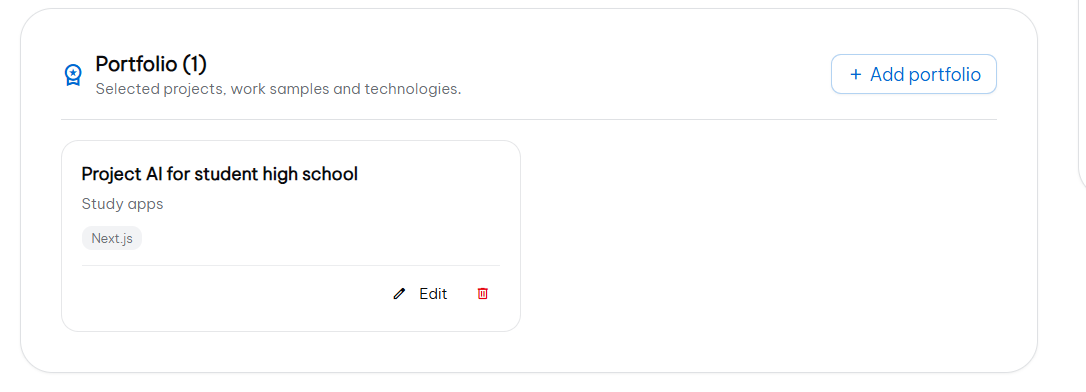 Portfolio (1)
Selected projects, work samples and technologies.
+ Add portfolio
Project AI for student high school
Study apps
Next.js
Edit